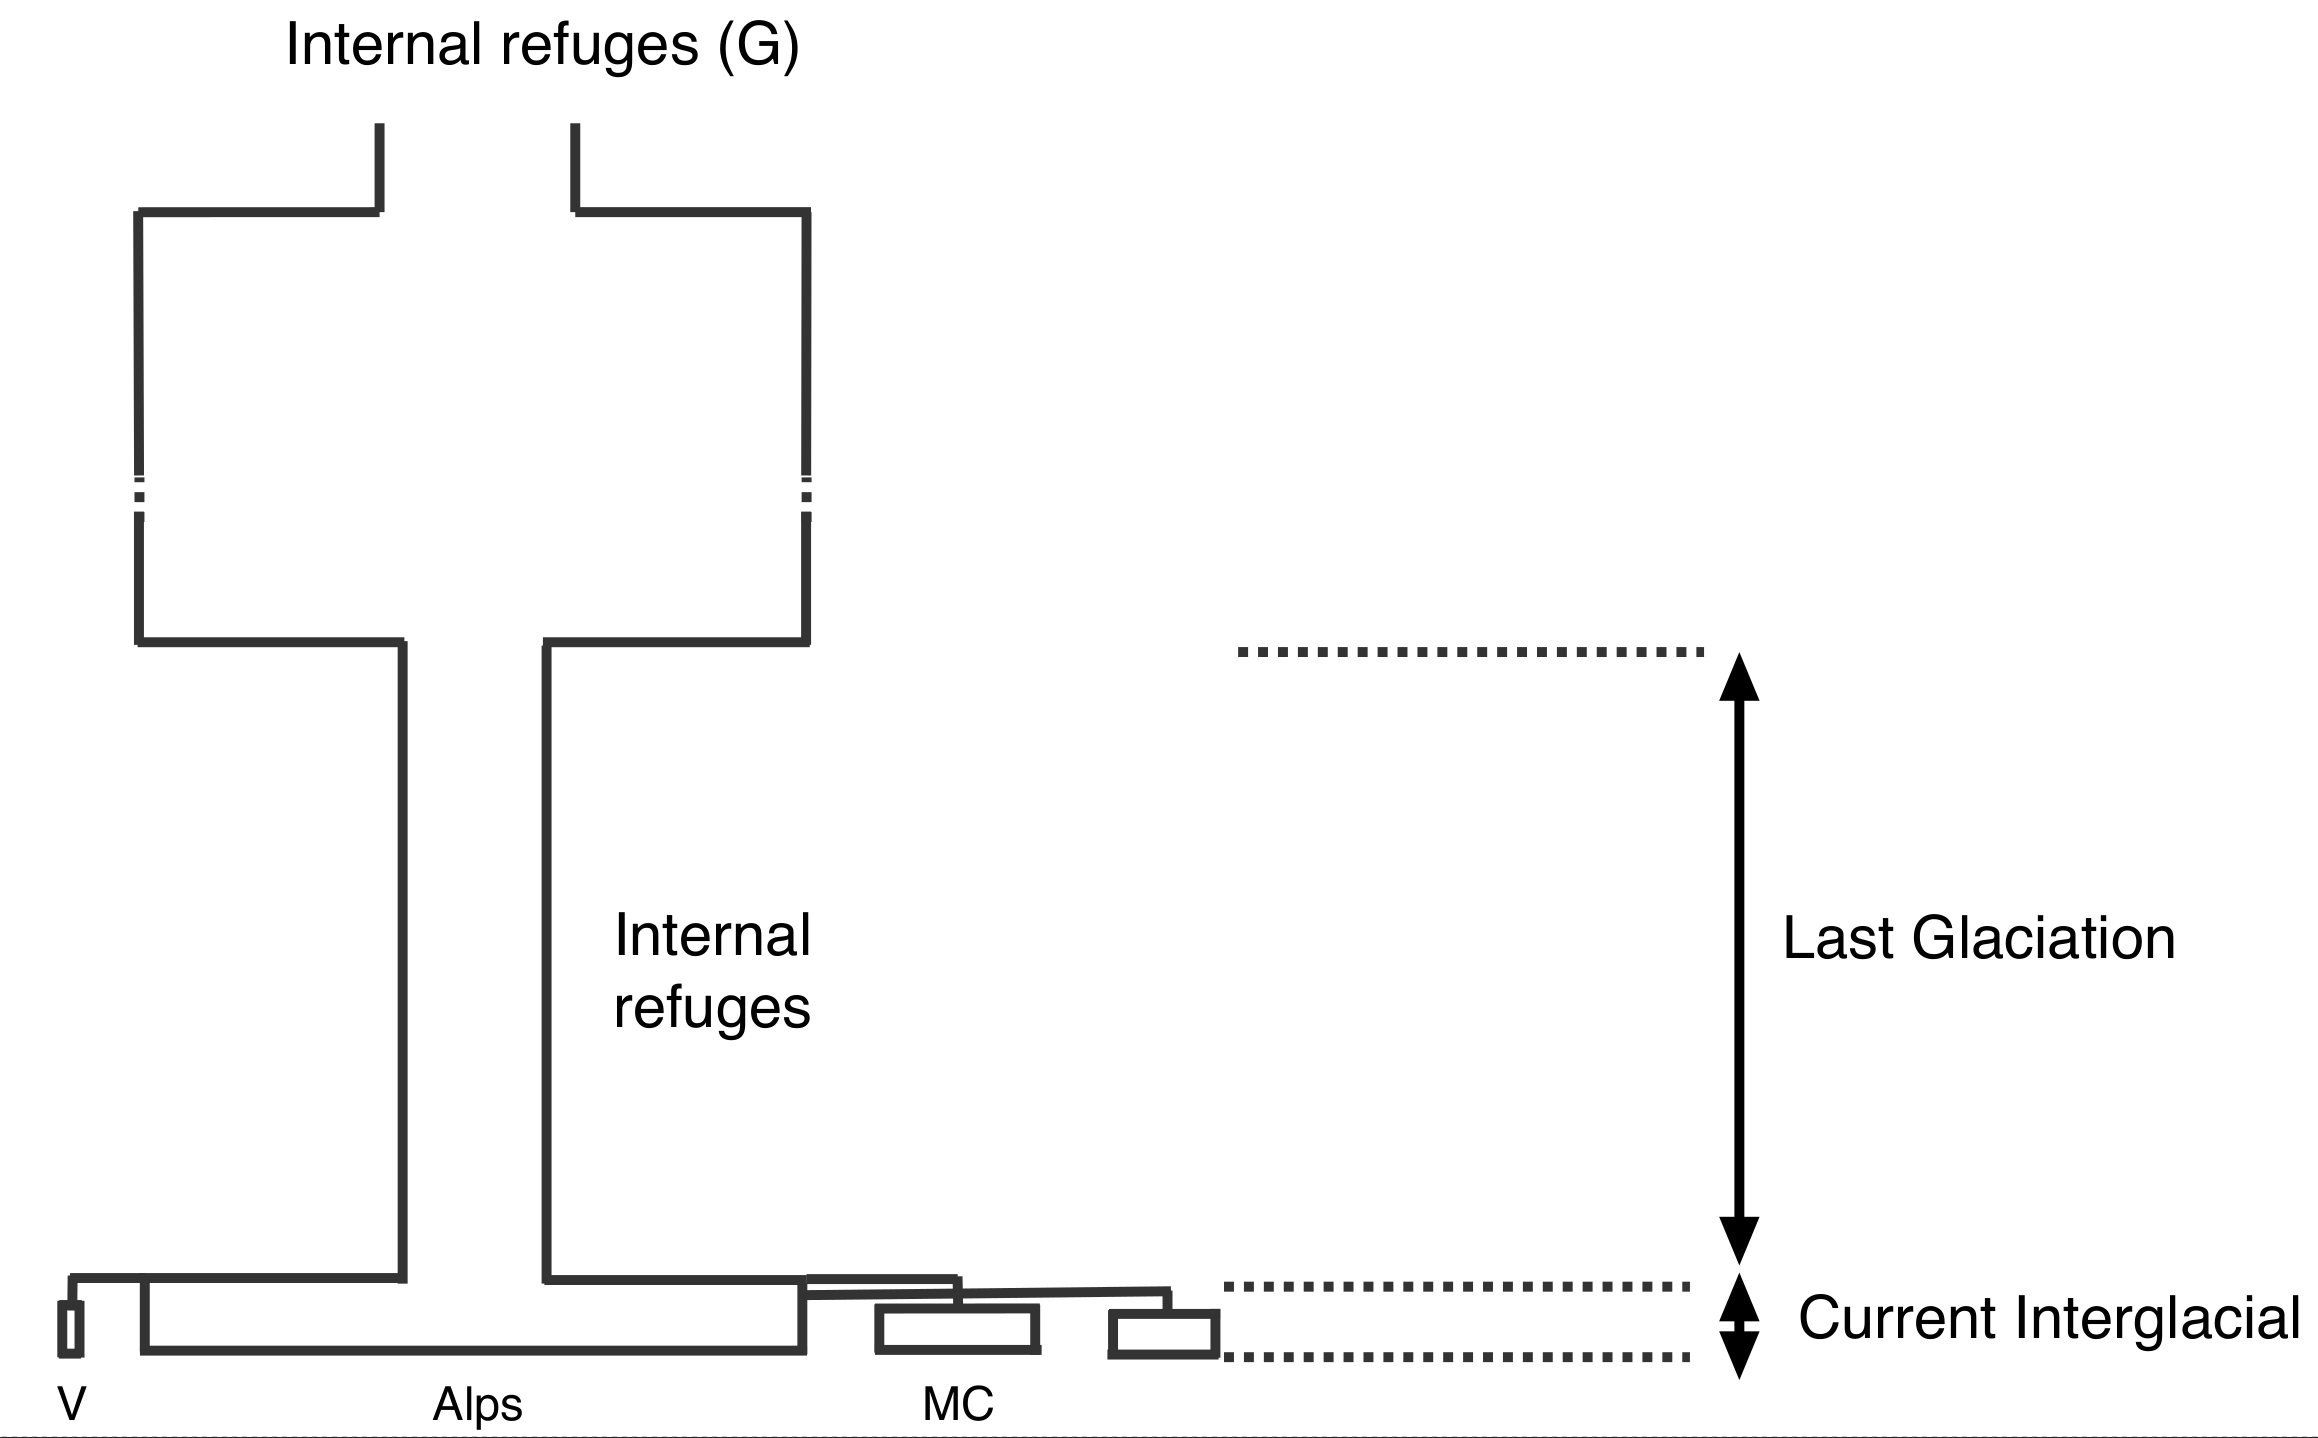 Internal refuges (G)
Internal
refuges
Last Glaciation
Current Interglacial
V
Alps
MC